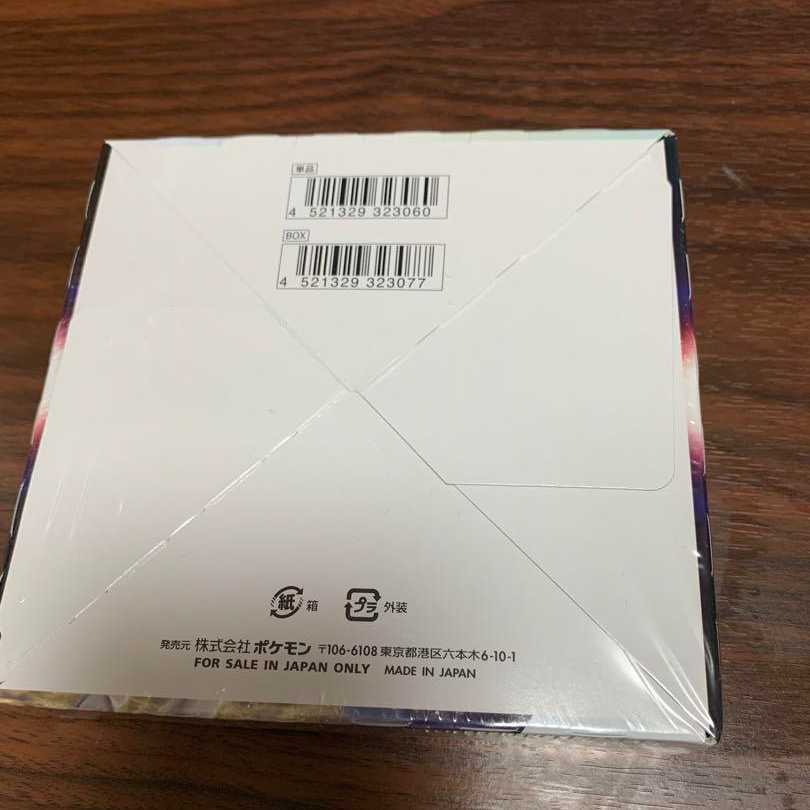 単品
4 521329 323060
BOX
4 521329 323077
紙 箱 プラ 外装
発売元 株式会社 ポケモン 〒106-6108 東京都港区六本木6-10-1
FOR SALE IN JAPAN ONLY MADE IN JAPAN